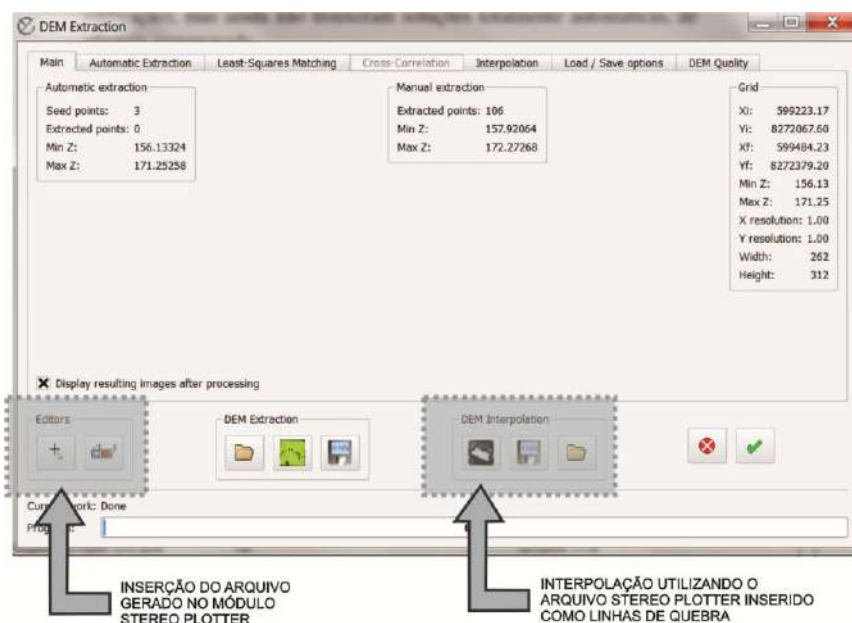 DEM Extraction
Main Automatic Extraction Least-Squares Matching Cross-Correlation Interpolation Load / Save options DEM Quality
Automatic extraction
Seed points: 3
Extracted points: 0
Min Z: 156.13324
Max Z: 171.25258
Manual extraction
Extracted points: 106
Min Z: 157.92064
Max Z: 172.27268
Grid
Xi: 599223.17
Yi: 8272067.60
Xf: 599484.23
Yf: 8272379.20
Min Z: 156.13
Max Z: 171.25
X resolution: 1.00
Y resolution: 1.00
Width: 262
Height: 312
Display resulting images after processing
Editors
DEM Extraction
DEM Interpolation
Done
INSERÇÃO DO ARQUIVO
GERADO NO MÓDULO
STEREO PLOTTER
INTERPOLAÇÃO UTILIZANDO O
ARQUIVO STEREO PLOTTER INSERIDO
COMO LINHAS DE QUEBRA